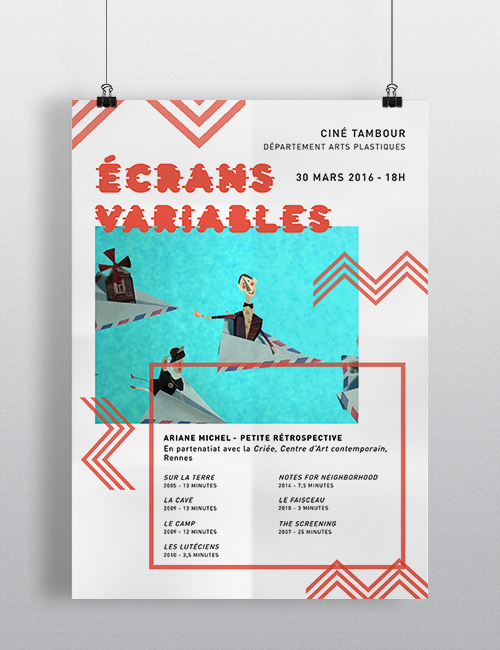 CINÉ TAMBOUR
DÉPARTEMENT ARTS PLASTIQUES
30 MARS 2016 - 18H
ÉCRANS
VARIABLES
ARIANE MICHEL - PETITE RÉTROSPECTIVE
En partenatiat avec la Criée, Centre d'Art contemporain,
Rennes
SUR LA TERRE
2005 - 13 MINUTES
LA CAVE
2009 - 13 MINUTES
LE CAMP
2009 - 12 MINUTES
LES LUTÉCIENS
2010 - 3,5 MINUTES
NOTES FOR NEIGHBORHOOD
2014 - 7,5 MINUTES
LE FAISCEAU
2010 - 3 MINUTES
THE SCREENING
2007 - 25 MINUTES